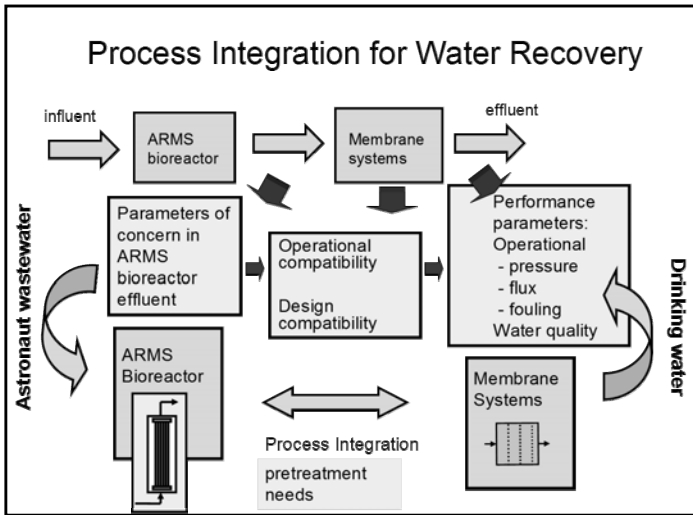 Process Integration for Water Recovery
influent
ARMS
bioreactor
Membrane
systems
effluent
Parameters of
concern in
ARMS
bioreactor
effluent
Operational
compatibility
Design
compatibility
Performance
parameters:
Operational
- pressure
- flux
- fouling
Water quality
Astronaut wastewater
Drinking water
ARMS
Bioreactor
Process Integration
pretreatment
needs
Membrane
Systems